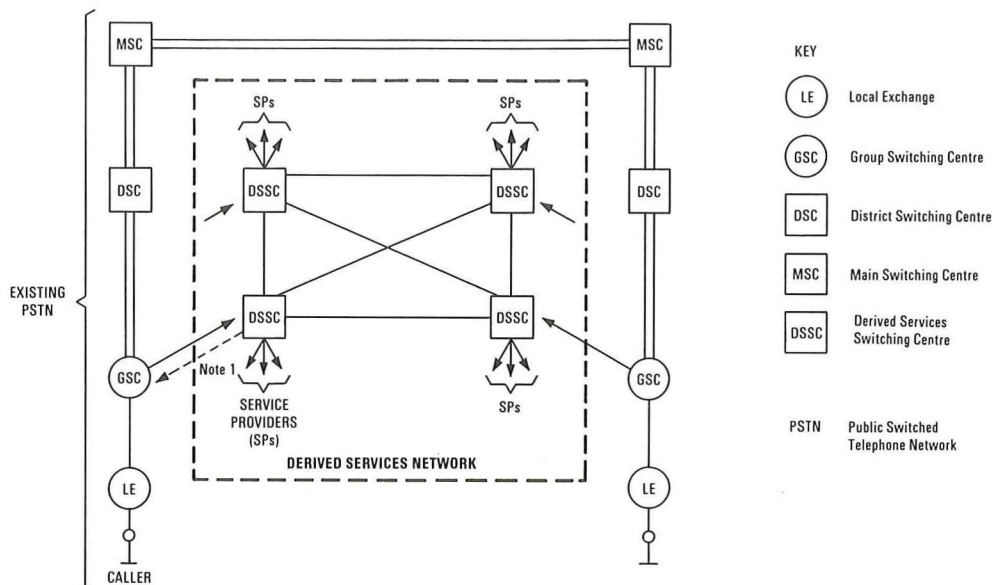 MSC
MSC
SPs
SPs
DSC
DSSC
DSSC
DSC
EXISTING
PSTN
DSSC
DSSC
GSC
Note 1
GSC
SERVICE
PROVIDERS
(SPs)
SPs
DERIVED SERVICES NETWORK
LE
LE
CALLER
KEY
LE
Local Exchange
GSC
Group Switching Centre
DSC
District Switching Centre
MSC
Main Switching Centre
DSSC
Derived Services
Switching Centre
PSTN
Public Switched
Telephone Network